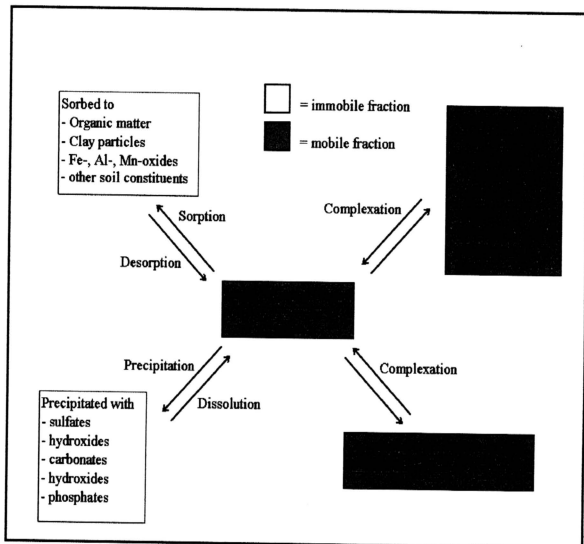 Sorbed to
- Organic matter
- Clay particles
- Fe-, Al-, Mn-oxides
- other soil constituents
= immobile fraction
= mobile fraction
Sorption
Desorption
Complexation
Precipitation
Dissolution
Complexation
Precipitated with
- sulfates
- hydroxides
- carbonates
- hydroxides
- phosphates